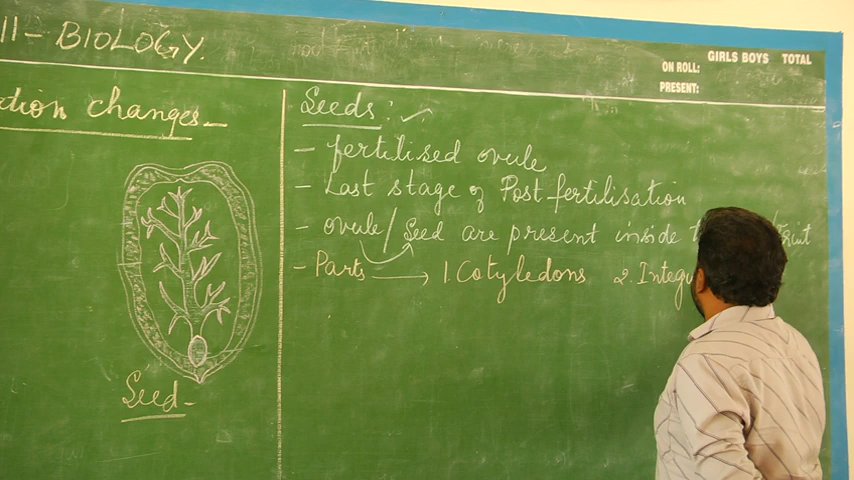 II - BIOLOGY.
GIRLS BOYS TOTAL
ON ROLL:
PRESENT:
tion changes -
Seeds :
- fertilised ovule
- Last stage of Post fertilisation
- ovule / Seed are present inside
- Parts → 1. Cotyledons 2. Integu
Seed -